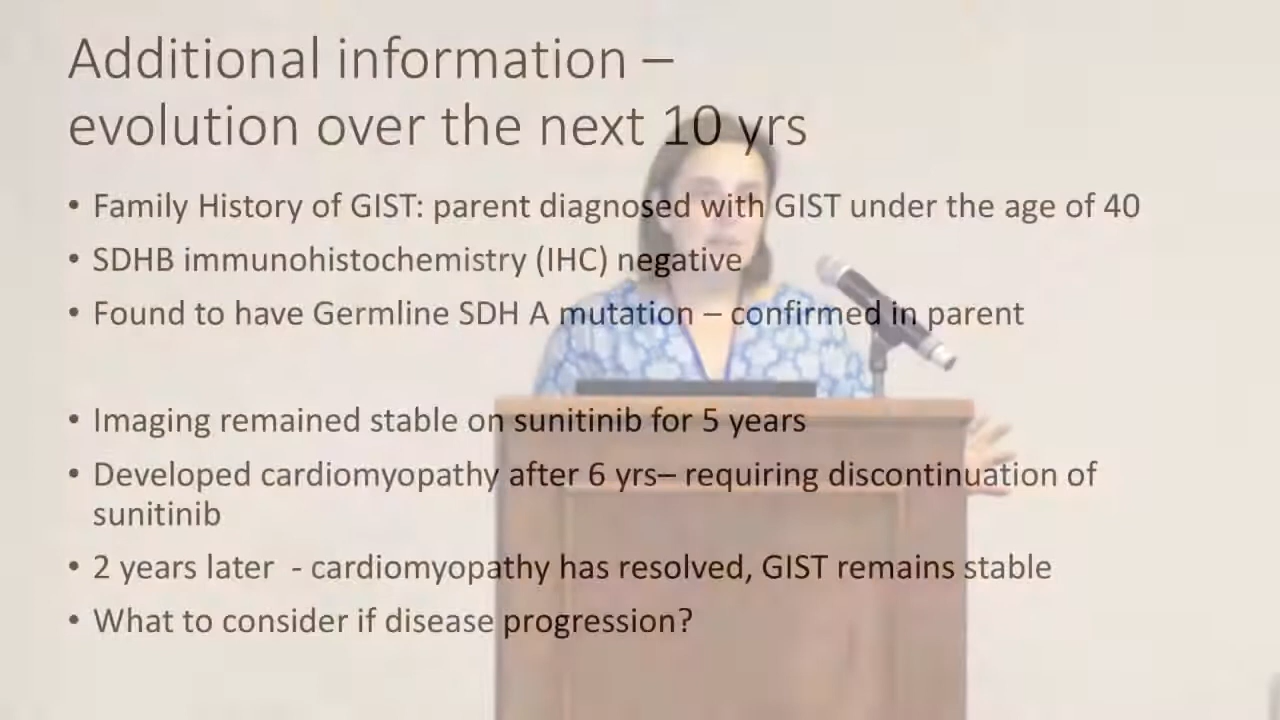 Additional information –
evolution over the next 10 yrs
• Family History of GIST: parent diagnosed with GIST under the age of 40
• SDHB immunohistochemistry (IHC) negative
• Found to have Germline SDH A mutation – confirmed in parent
• Imaging remained stable on sunitinib for 5 years
• Developed cardiomyopathy after 6 yrs– requiring discontinuation of
sunitinib
• 2 years later - cardiomyopathy has resolved, GIST remains stable
• What to consider if disease progression?